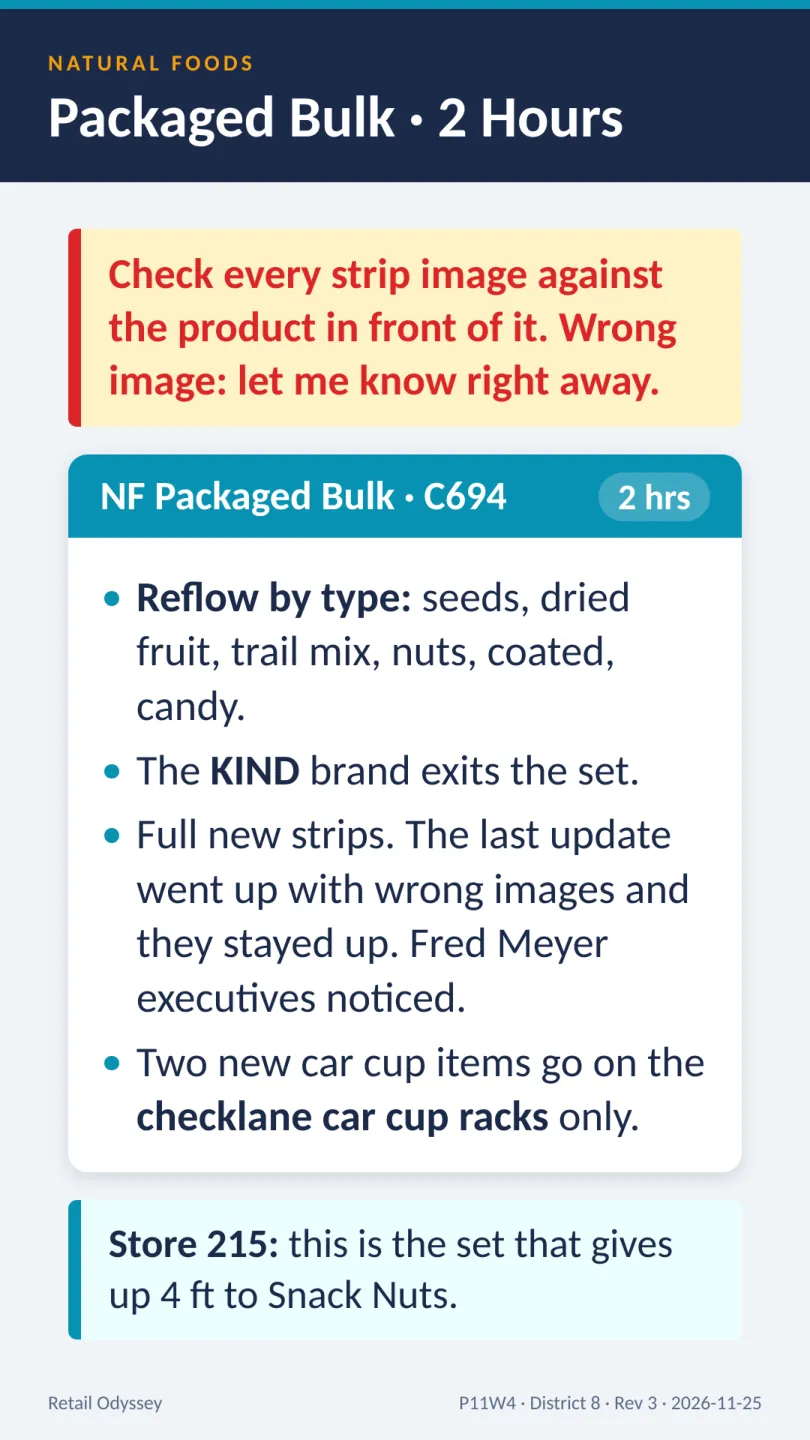 NATURAL FOODS
Packaged Bulk · 2 Hours
Check every strip image against
the product in front of it. Wrong
image: let me know right away.
NF Packaged Bulk · C694
2 hrs
• Reflow by type: seeds, dried
fruit, trail mix, nuts, coated,
candy.
• The KIND brand exits the set.
• Full new strips. The last update
went up with wrong images and
they stayed up. Fred Meyer
executives noticed.
• Two new car cup items go on the
checklane car cup racks only.
Store 215: this is the set that gives
up 4 ft to Snack Nuts.
Retail Odyssey
P11W4 · District 8 · Rev 3 · 2026-11-25